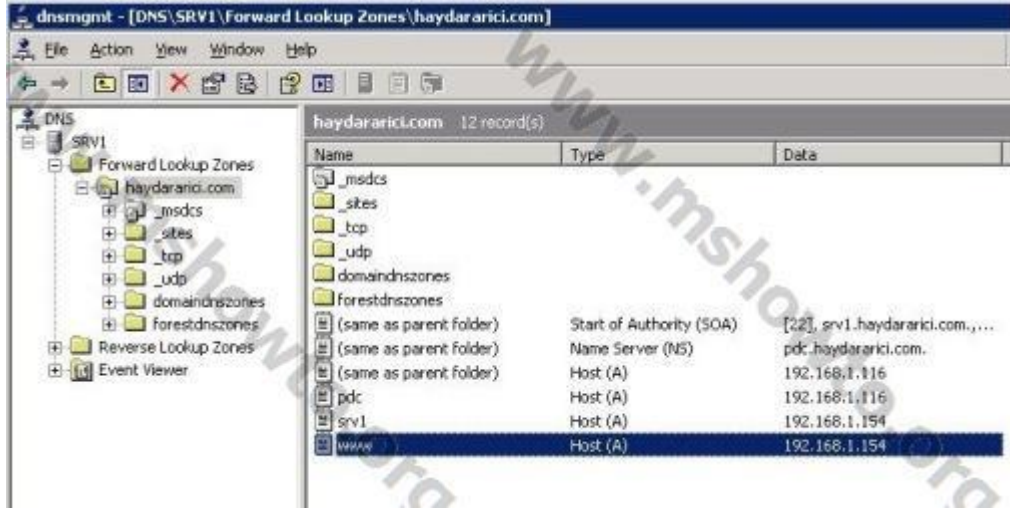 dnsmgmt - [DNS\SRV1\Forward Lookup Zones\haydararici.com]
File Action View Window Help
DNS
SRV1
Forward Lookup Zones
haydararici.com
_msdcs
_sites
_tcp
_udp
domaindnszones
forestdnszones
Reverse Lookup Zones
Event Viewer
haydararici.com 12 record(s)
Name Type Data
_msdcs
_sites
_tcp
_udp
domaindnszones
forestdnszones
(same as parent folder) Start of Authority (SOA) [22], srv1.haydararici.com.,...
(same as parent folder) Name Server (NS) pdc.haydararici.com.
(same as parent folder) Host (A) 192.168.1.116
pdc Host (A) 192.168.1.116
srv1 Host (A) 192.168.1.154
www Host (A) 192.168.1.154
www.mshowto.org
www.mshowto.org